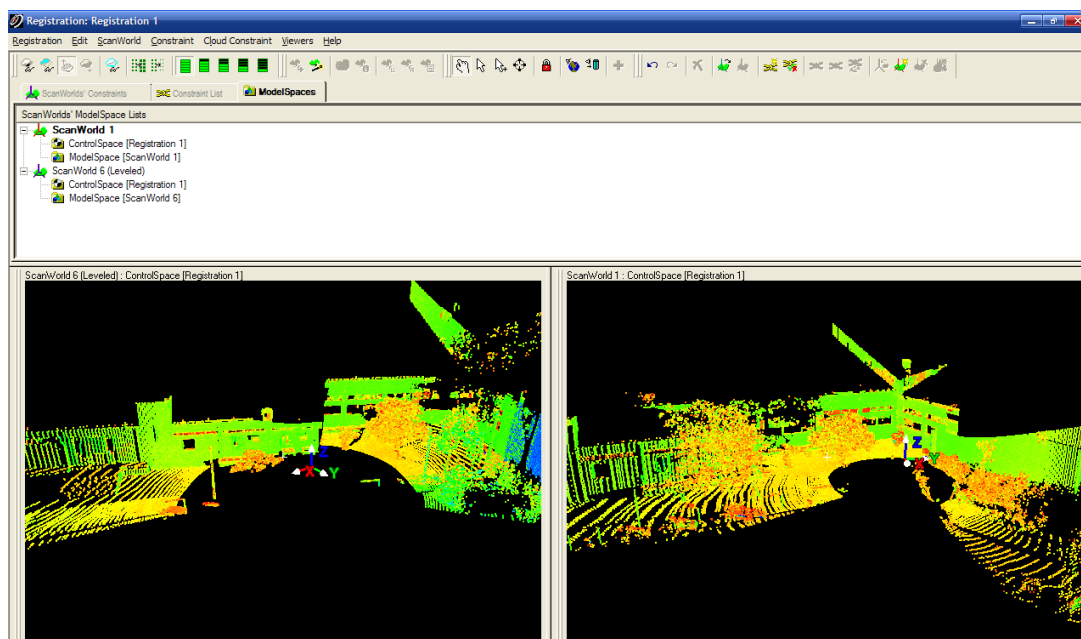 Registration: Registration 1
Registration Edit ScanWorld Constraint Cloud Constraint Viewers Help
ScanWorlds' Constraints Constraint List ModelSpaces
ScanWorlds' ModelSpace Lists
ScanWorld 1
ControlSpace [Registration 1]
ModelSpace [ScanWorld 1]
ScanWorld 6 (Leveled)
ControlSpace [Registration 1]
ModelSpace [ScanWorld 6]
ScanWorld 6 (Leveled) : ControlSpace [Registration 1]
Z
X Y
ScanWorld 1 : ControlSpace [Registration 1]
Z
Y
X